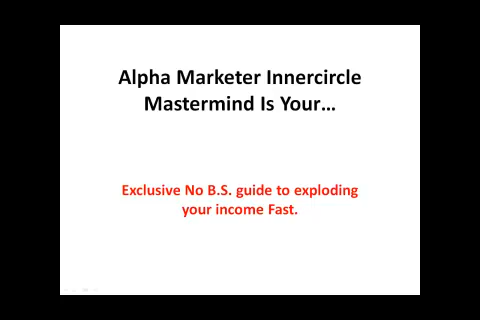 Alpha Marketer Innercircle
Mastermind Is Your…
Exclusive No B.S. guide to exploding
your income Fast.